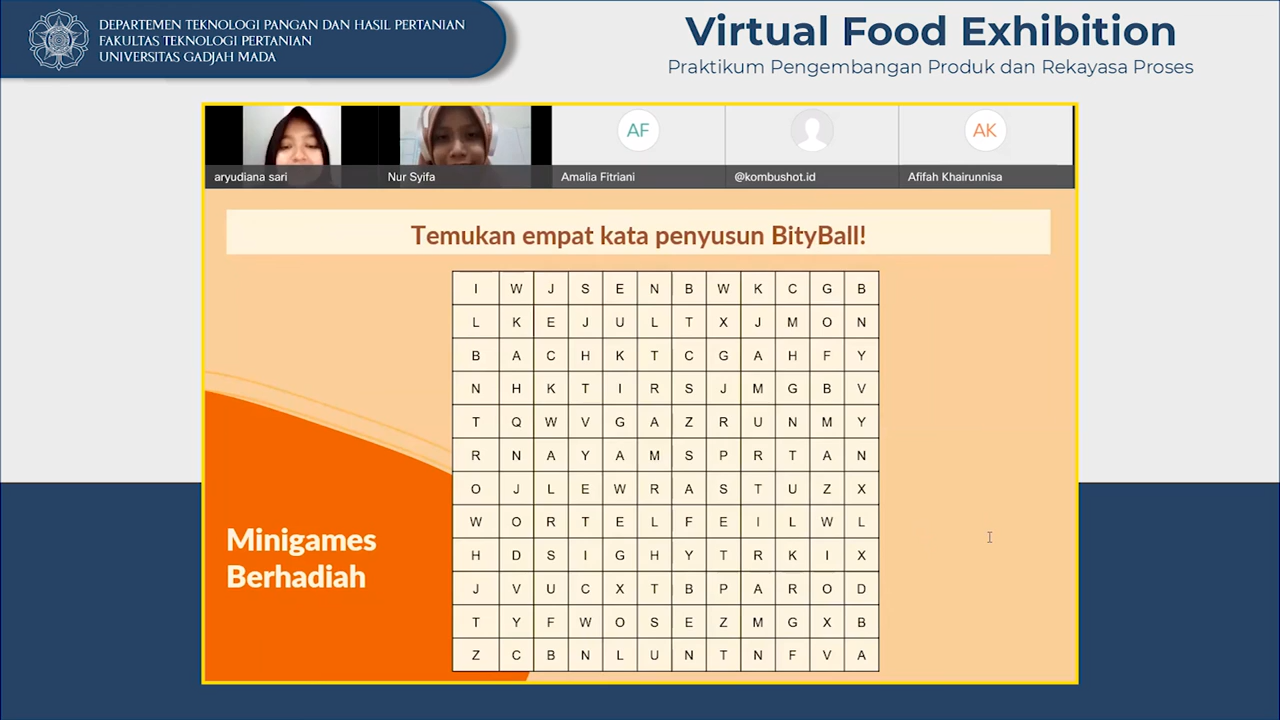 DEPARTEMEN TEKNOLOGI PANGAN DAN HASIL PERTANIAN
FAKULTAS TEKNOLOGI PERTANIAN
UNIVERSITAS GADJAH MADA
Virtual Food Exhibition
Praktikum Pengembangan Produk dan Rekayasa Proses
AF
AK
aryudiana sari
Nur Syifa
Amalia Fitriani
@kombushot.id
Afifah Khairunnisa
Temukan empat kata penyusun BityBall!
I W J S E N B W K C G B
L K E J U L T X J M O N
B A C H K T C G A H F Y
N H K T I R S J M G B V
T Q W V G A Z R U N M Y
R N A Y A M S P R T A N
O J L E W R A S T U Z X
W O R T E L F E I L W L
H D S I G H Y T R K I X
J V U C X T B P A R O D
T Y F W O S E Z M G X B
Z C B N L U N T N F V A
Minigames
Berhadiah